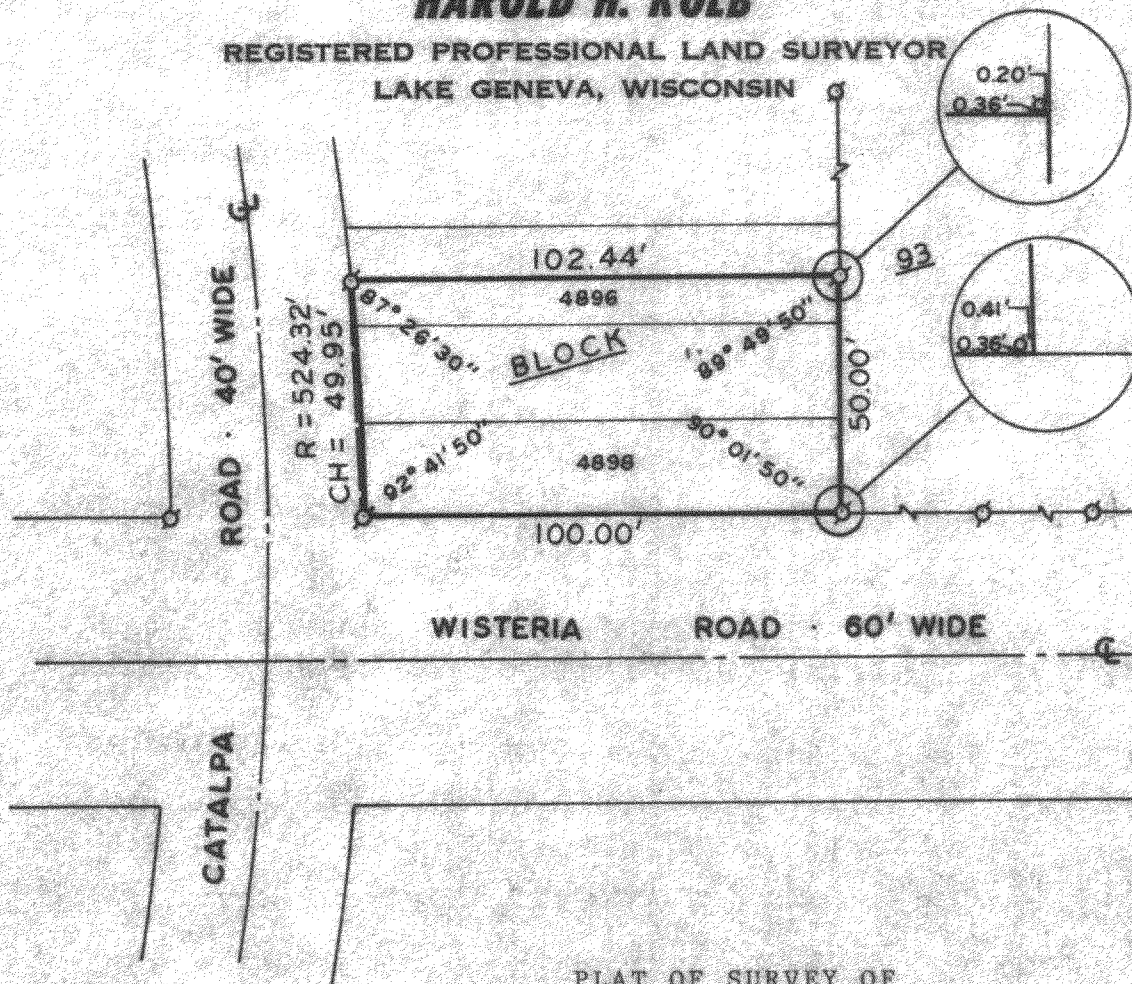 HAROLD H. KOLB
REGISTERED PROFESSIONAL LAND SURVEYOR
LAKE GENEVA, WISCONSIN
0.20'
0.36'
℄
93
102.44'
4896
87° 26' 30"
89° 49' 50"
BLOCK
0.41'
0.36'
ROAD · 40' WIDE
R = 524.32'
CH = 49.95'
50.00'
92° 41' 50"
90° 01' 50"
4898
100.00'
WISTERIA ROAD · 60' WIDE
℄
CATALPA
PLAT OF SURVEY OF